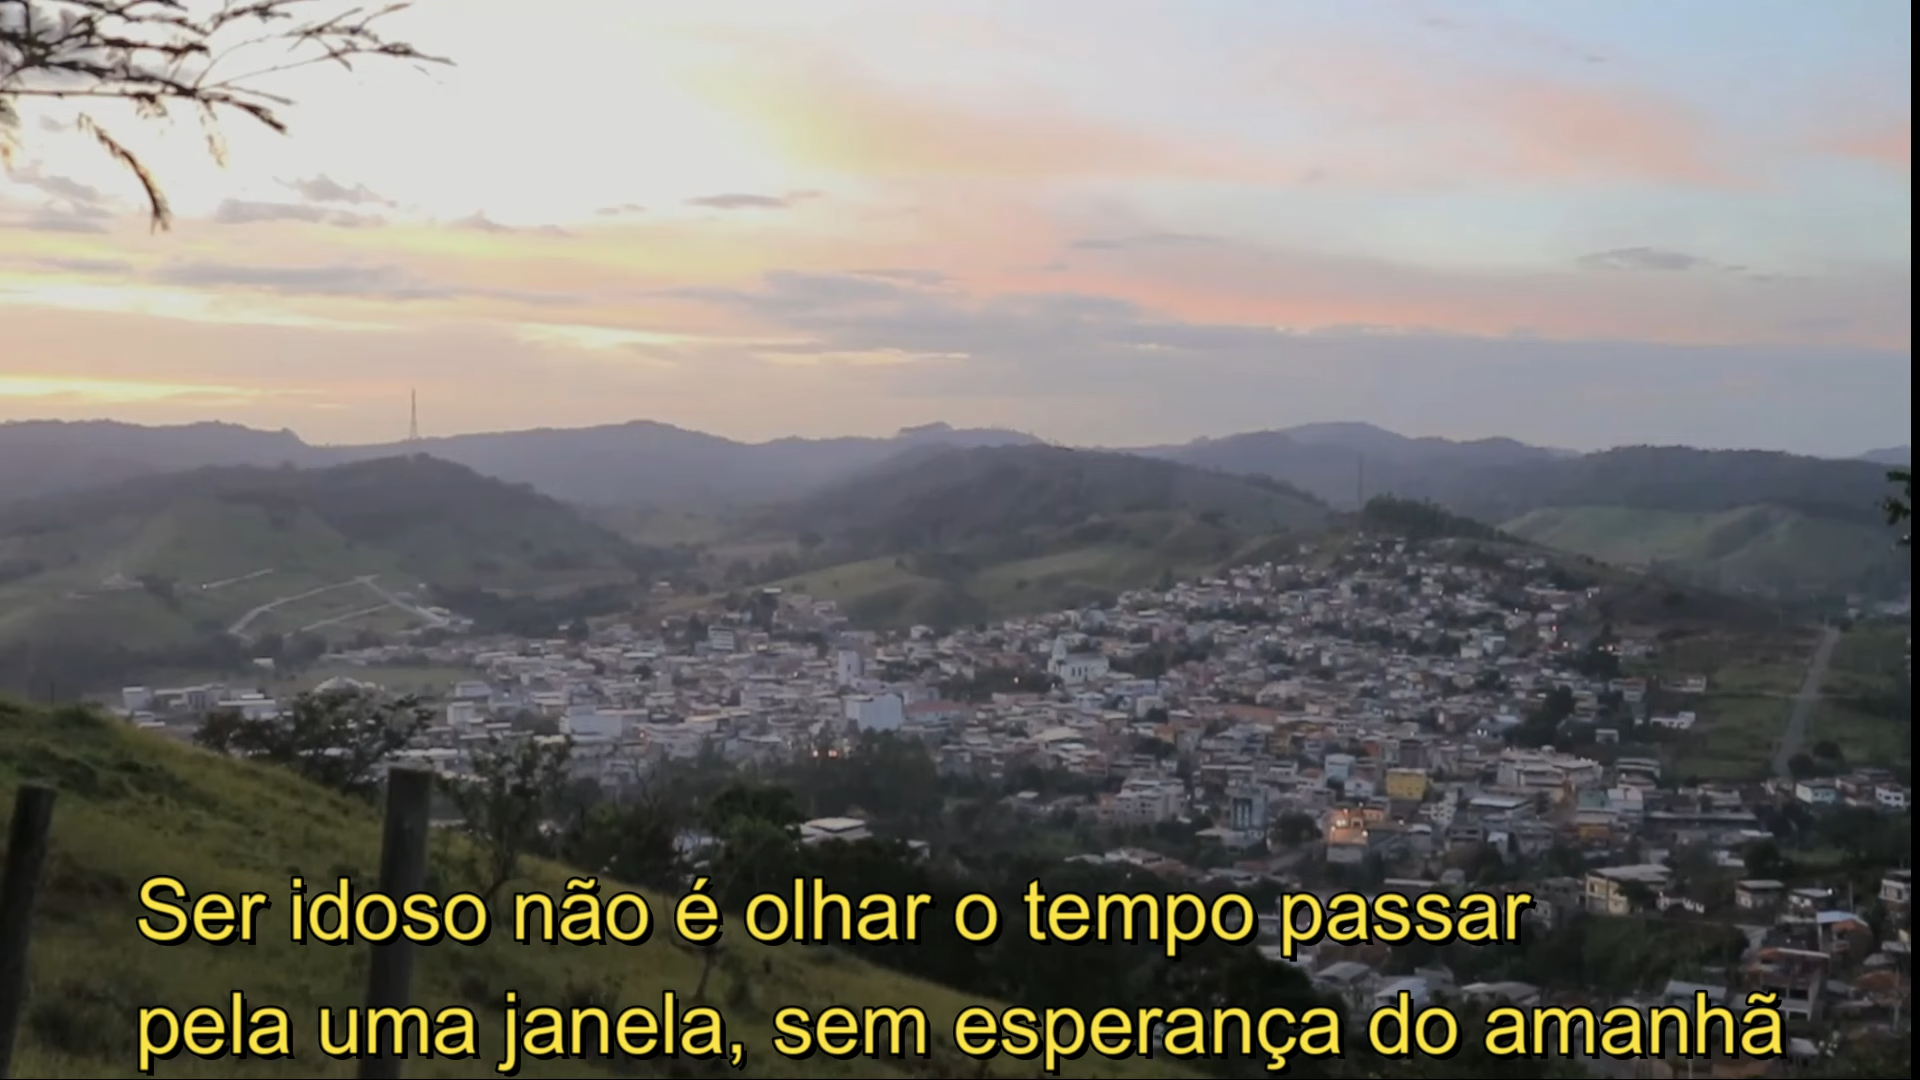 Ser idoso não é olhar o tempo passar
pela uma janela, sem esperança do amanhã